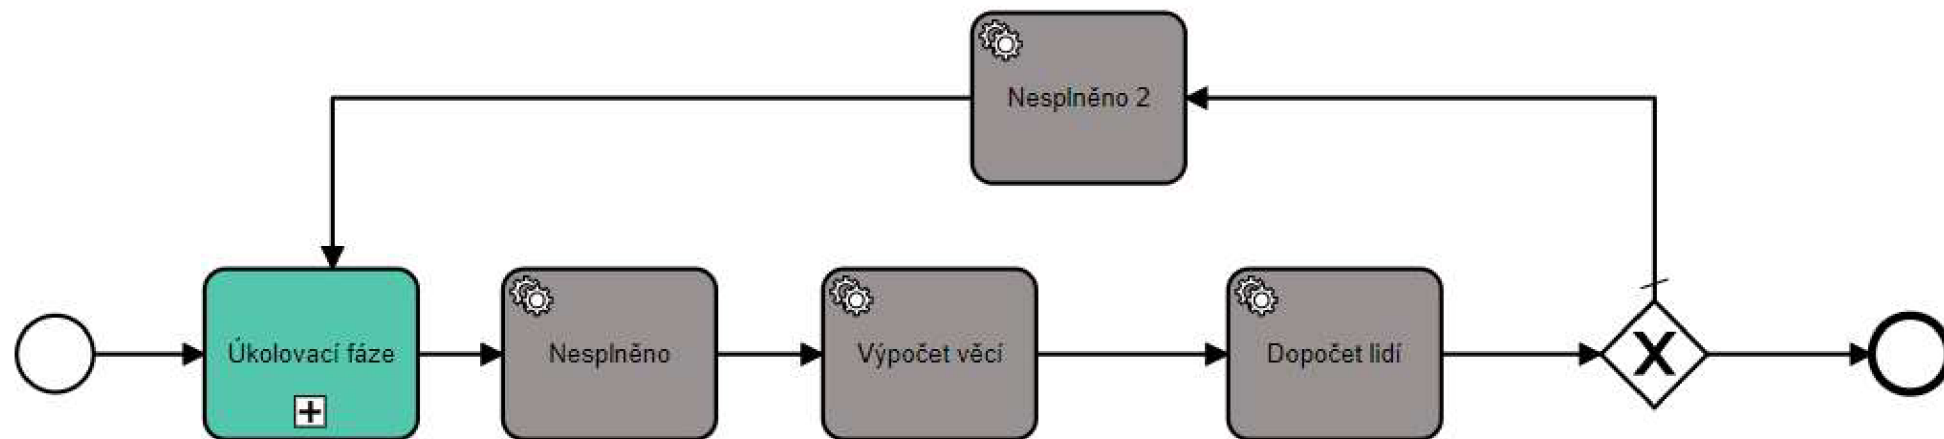 Nesplněno 2
Úkolovací fáze
Nesplněno
Výpočet věcí
Dopočet lidí